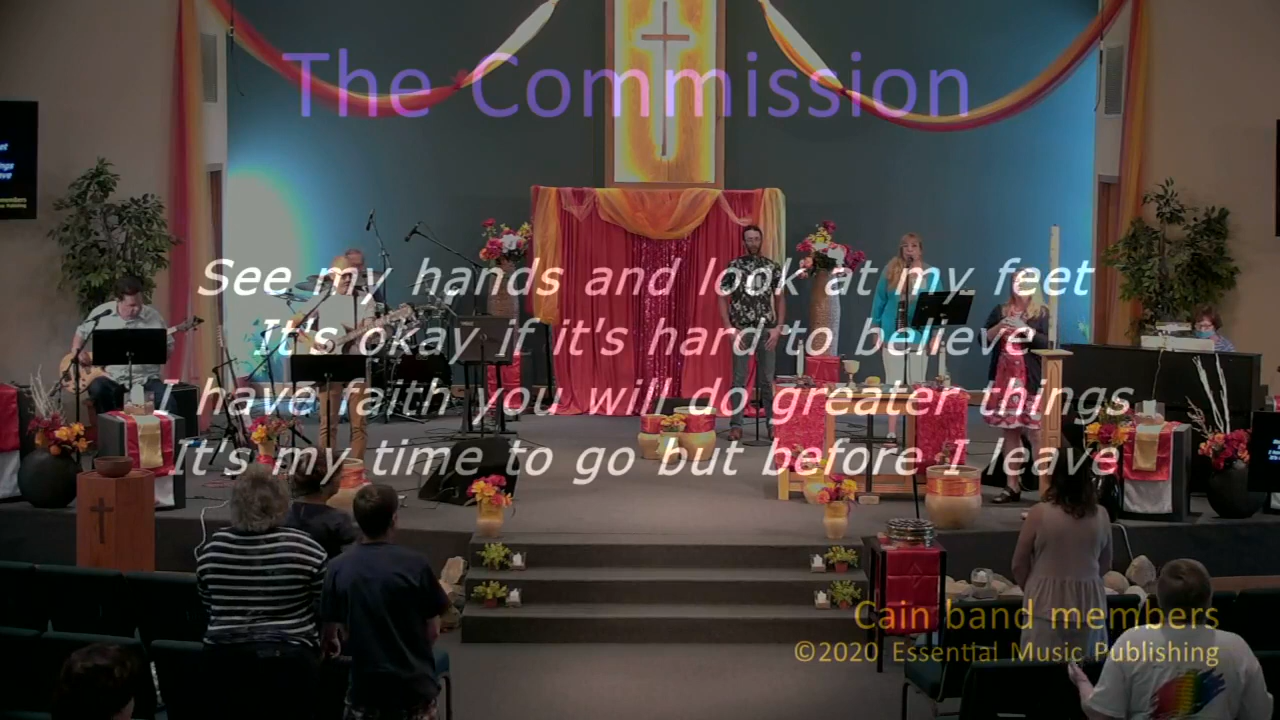 The Commission
See my hands and look at my feet
It's okay if it's hard to believe
I have faith you will do greater things
It's my time to go but before I leave
Cain band members
©2020 Essential Music Publishing